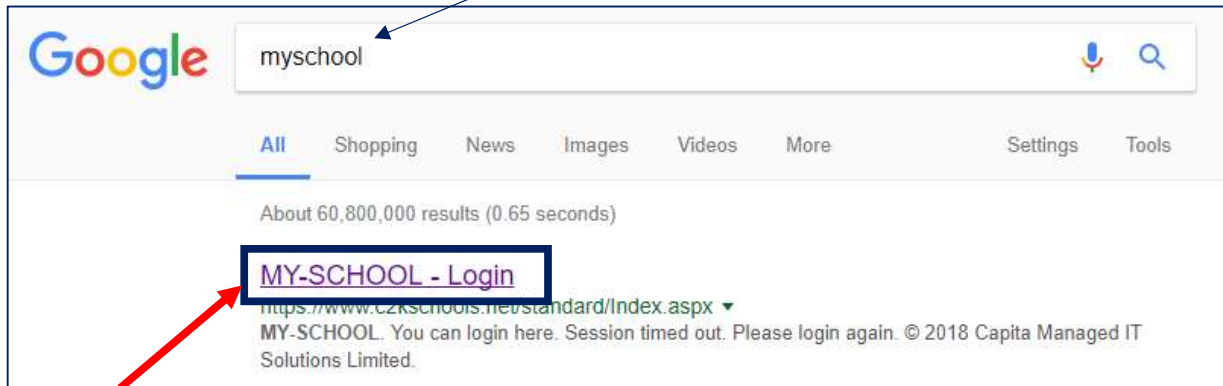 Google
myschool
All Shopping News Images Videos More Settings Tools
About 60,800,000 results (0.65 seconds)
MY-SCHOOL - Login
https://www.c2kschools.net/standard/Index.aspx
MY-SCHOOL. You can login here. Session timed out. Please login again. © 2018 Capita Managed IT
Solutions Limited.